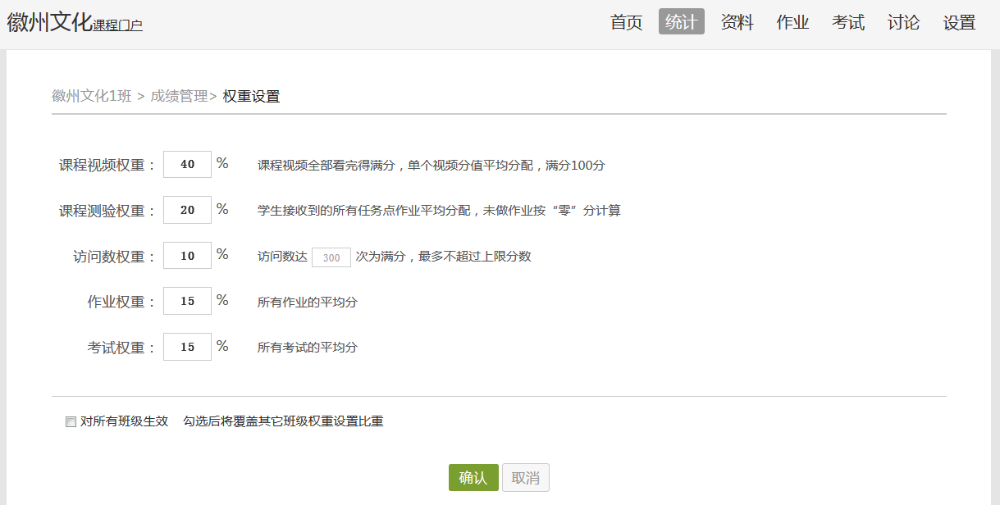 徽州文化课程门户 首页 统计 资料 作业 考试 讨论 设置
徽州文化1班 > 成绩管理> 权重设置
课程视频权重： 40 % 课程视频全部看完得满分，单个视频分值平均分配，满分100分
课程测验权重： 20 % 学生接收到的所有任务点作业平均分配，未做作业按“零”分计算
访问数权重： 10 % 访问数达 300 次为满分，最多不超过上限分数
作业权重： 15 % 所有作业的平均分
考试权重： 15 % 所有考试的平均分
对所有班级生效 勾选后将覆盖其它班级权重设置比重
确认 取消